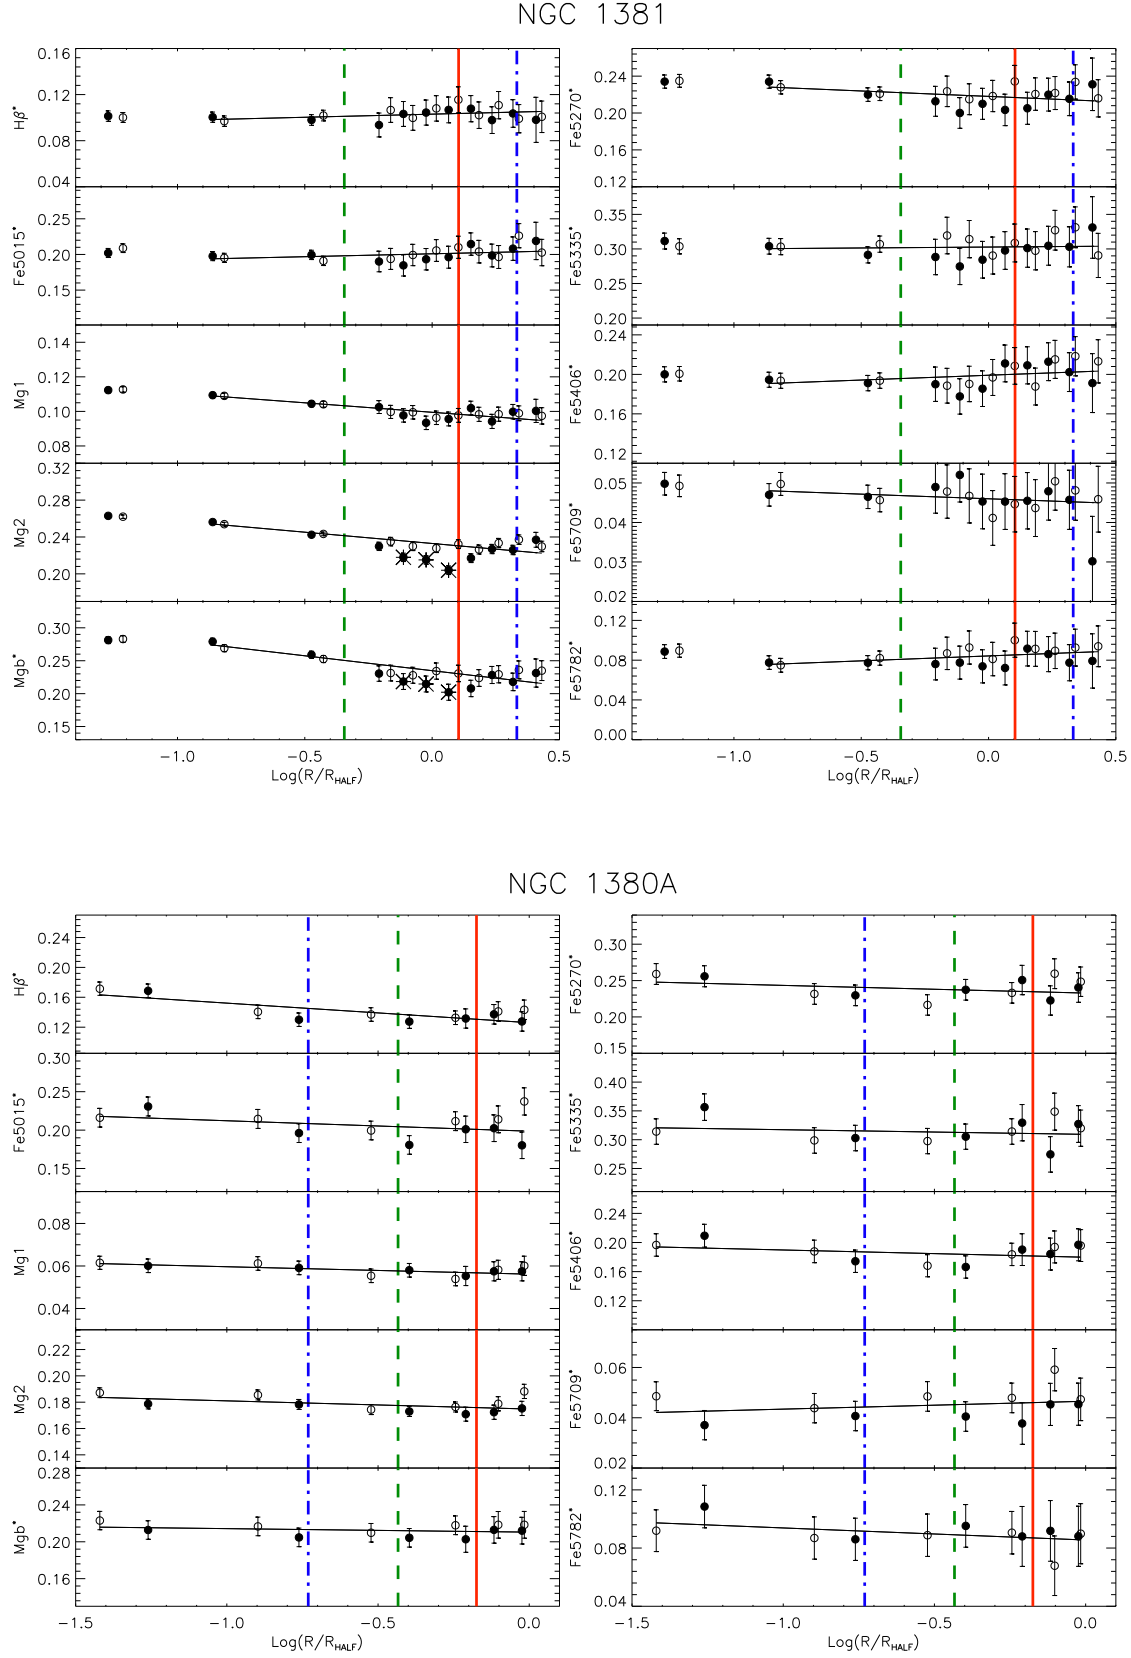 NGC 1381
0.16
0.12
0.08
0.04
Hβ*
0.24
0.20
0.16
0.12
Fe5270*
0.25
0.20
0.15
Fe5015*
0.35
0.30
0.25
0.20
Fe5335*
0.14
0.12
0.10
0.08
Mg1
0.24
0.20
0.16
0.12
Fe5406*
0.32
0.28
0.24
0.20
Mg2
0.05
0.04
0.03
0.02
Fe5709*
0.30
0.25
0.20
0.15
Mgb*
0.12
0.08
0.04
0.00
Fe5782*
−1.0 −0.5 0.0 0.5
−1.0 −0.5 0.0 0.5
Log(R/RHALF)
Log(R/RHALF)
NGC 1380A
0.24
0.20
0.16
0.12
Hβ*
0.30
0.25
0.20
0.15
Fe5270*
0.30
0.25
0.20
0.15
Fe5015*
0.40
0.35
0.30
0.25
Fe5335*
0.08
0.06
0.04
Mg1
0.24
0.20
0.16
0.12
Fe5406*
0.22
0.20
0.18
0.16
0.14
Mg2
0.06
0.04
0.02
Fe5709*
0.28
0.24
0.20
0.16
Mgb*
0.12
0.08
0.04
Fe5782*
−1.5 −1.0 −0.5 0.0
−1.5 −1.0 −0.5 0.0
Log(R/RHALF)
Log(R/RHALF)